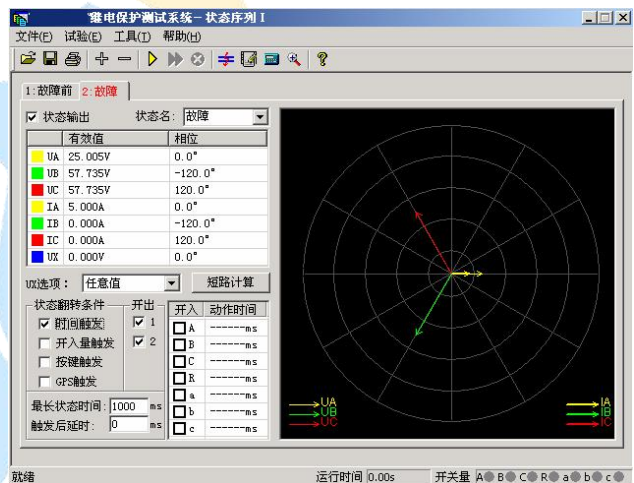 继电保护测试系统-状态序列 I
文件(F) 试验(E) 工具(T) 帮助(H)
1:故障前 2:故障
状态输出 状态名: 故障
有效值 相位
UA 25.005V 0.0°
UB 57.735V -120.0°
UC 57.735V 120.0°
IA 5.000A 0.0°
IB 0.000A -120.0°
IC 0.000A 120.0°
UX 0.000V 0.0°
UX选项: 任意值 短路计算
状态翻转条件 开出 开入 动作时间
时间触发 1 A ------ms
开入量触发 2 B ------ms
按键触发 C ------ms
GPS触发 R ------ms
最长状态时间: 1000 ms a ------ms
触发后延时: 0 ms b ------ms
c ------ms
UA IA
UB IB
UC IC
就绪 运行时间 0.00s 开关量 A B C R a b c